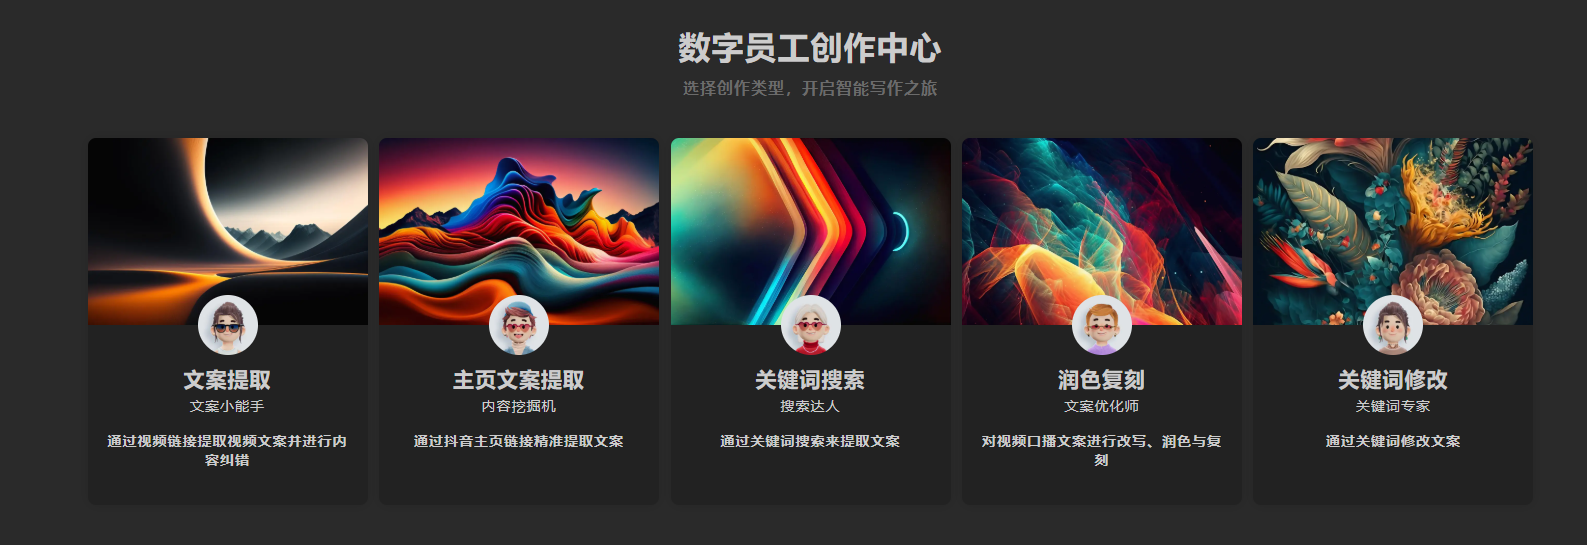 数字员工创作中心
选择创作类型，开启智能写作之旅
文案提取
文案小能手
通过视频链接提取视频文案并进行内
容纠错
主页文案提取
内容挖掘机
通过抖音主页链接精准提取文案
关键词搜索
搜索达人
通过关键词搜索来提取文案
润色复刻
文案优化师
对视频口播文案进行改写、润色与复
刻
关键词修改
关键词专家
通过关键词修改文案